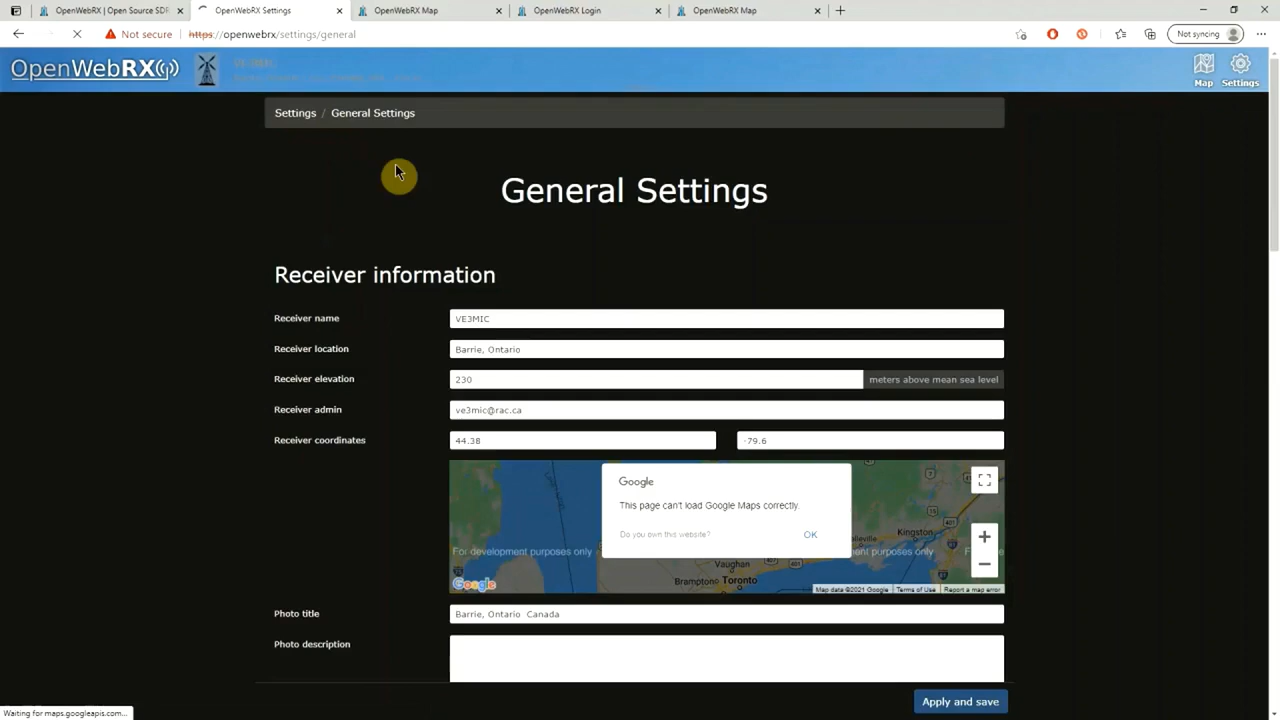 OpenWebRX | Open Source SDR
OpenWebRX Settings
OpenWebRX Map
OpenWebRX Login
OpenWebRX Map
Not secure
https://openwebrx/settings/general
Not syncing
OpenWebRX
Map
Settings
Settings / General Settings
General Settings
Receiver information
Receiver name
VE3MIC
Receiver location
Barrie, Ontario
Receiver elevation
230
meters above mean sea level
Receiver admin
ve3mic@rac.ca
Receiver coordinates
44.38
-79.6
Google
This page can't load Google Maps correctly.
Do you own this website?
OK
For development purposes only
Kingston
Vaughan
Brampton
Toronto
Google
Map data ©2021 Google
Terms of Use
Report a map error
Photo title
Barrie, Ontario Canada
Photo description
Apply and save
Waiting for maps.googleapis.com...